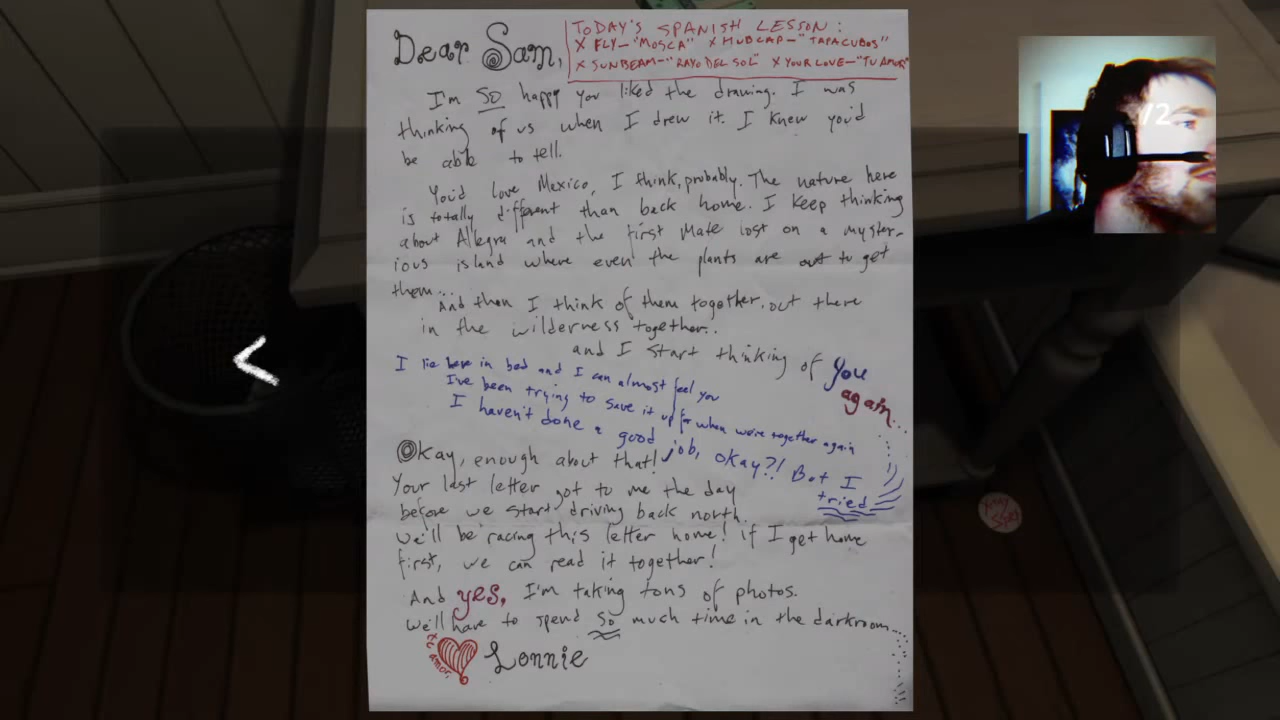 Dear Sam,
TODAY'S SPANISH LESSON:
x FLY—"MOSCA" x HUBCAP—"TAPACUBOS"
x SUNBEAM—"RAYO DEL SOL" x YOUR LOVE—"TU AMOR"
I'm SO happy you liked the drawing. I was
thinking of us when I drew it. I knew you'd
be able to tell.
You'd love Mexico, I think, probably. The nature here
is totally different than back home. I keep thinking
about Allegra and the first Mate lost on a myster-
ious island where even the plants are out to get
them...
And then I think of them together, out there
in the wilderness together..
and I start thinking of you
again...
I lie here in bed and I can almost feel you
I've been trying to save it up for when we're together again
I haven't done a good job, okay?! But I
tried
Okay, enough about that!
Your last letter got to me the day
before we start driving back north.
we'll be racing this letter home! if I get home
first, we can read it together!
And yes, I'm taking tons of photos.
We'll have to spend so much time in the darkroom...
Lonnie